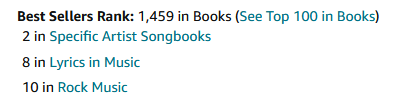 Best Sellers Rank: 1,459 in Books (See Top 100 in Books)
2 in Specific Artist Songbooks
8 in Lyrics in Music
10 in Rock Music